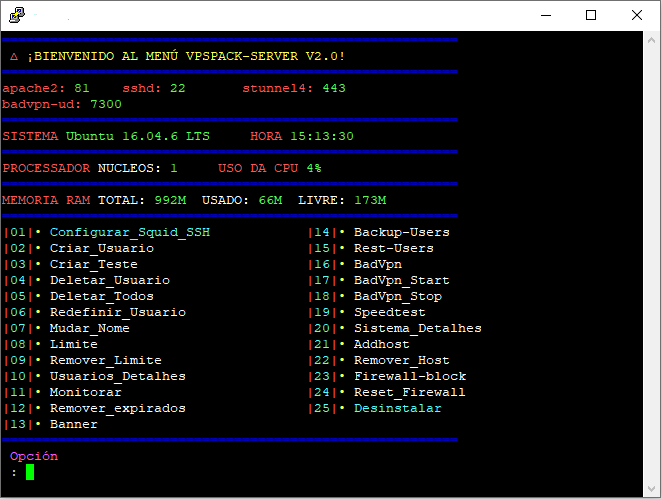 ¡BIENVENIDO AL MENÚ VPSPACK-SERVER V2.0!
apache2: 81 sshd: 22 stunnel4: 443
badvpn-ud: 7300
SISTEMA Ubuntu 16.04.6 LTS HORA 15:13:30
PROCESSADOR NUCLEOS: 1 USO DA CPU 4%
MEMORIA RAM TOTAL: 992M USADO: 66M LIVRE: 173M
|01|• Configurar_Squid_SSH |14|• Backup-Users
|02|• Criar_Usuario |15|• Rest-Users
|03|• Criar_Teste |16|• BadVpn
|04|• Deletar_Usuario |17|• BadVpn_Start
|05|• Deletar_Todos |18|• BadVpn_Stop
|06|• Redefinir_Usuario |19|• Speedtest
|07|• Mudar_Nome |20|• Sistema_Detalhes
|08|• Limite |21|• Addhost
|09|• Remover_Limite |22|• Remover_Host
|10|• Usuarios_Detalhes |23|• Firewall-block
|11|• Monitorar |24|• Reset_Firewall
|12|• Remover_expirados |25|• Desinstalar
|13|• Banner
Opción
: